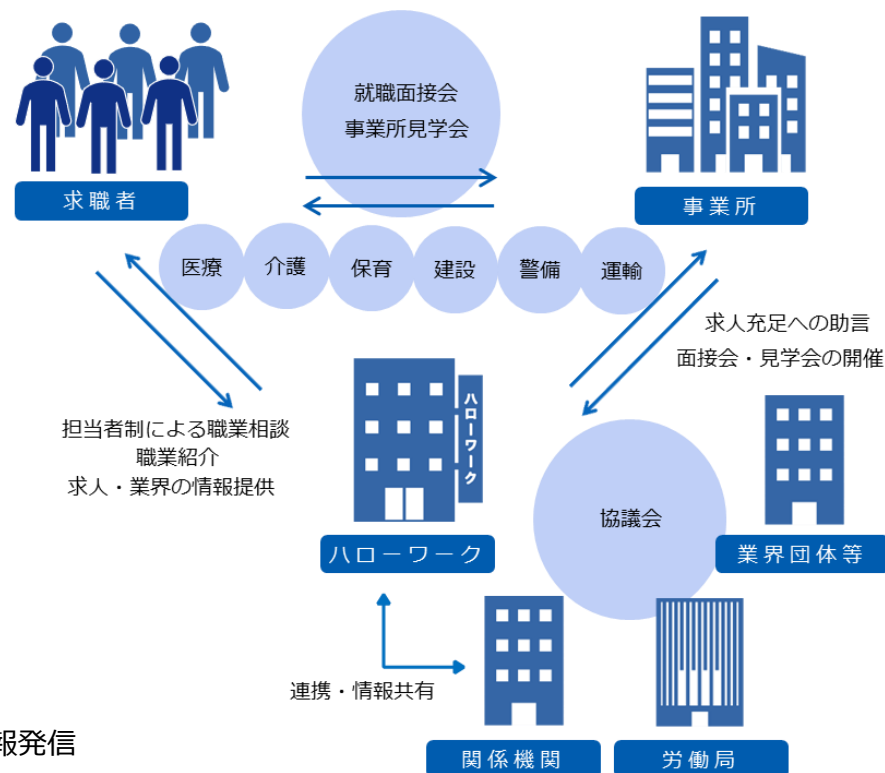 就職面接会
事業所見学会
求職者
事業所
医療
介護
保育
建設
警備
運輸
求人充足への助言
面接会・見学会の開催
担当者制による職業相談
職業紹介
求人・業界の情報提供
ハローワーク
協議会
ハローワーク
業界団体等
連携・情報共有
報発信
関係機関
労働局